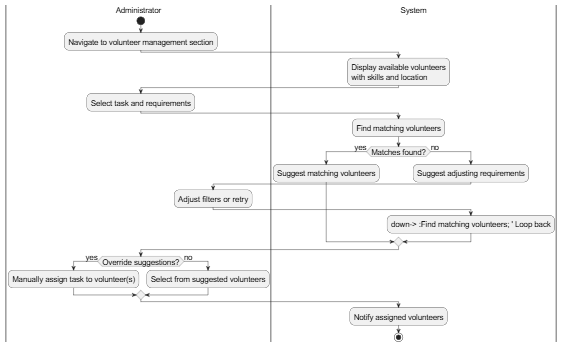 Administrator
System
Navigate to volunteer management section
Display available volunteers
with skills and location
Select task and requirements
Find matching volunteers
yes
Matches found?
no
Suggest matching volunteers
Suggest adjusting requirements
Adjust filters or retry
down-> :Find matching volunteers; ' Loop back
yes
Override suggestions?
no
Manually assign task to volunteer(s)
Select from suggested volunteers
Notify assigned volunteers